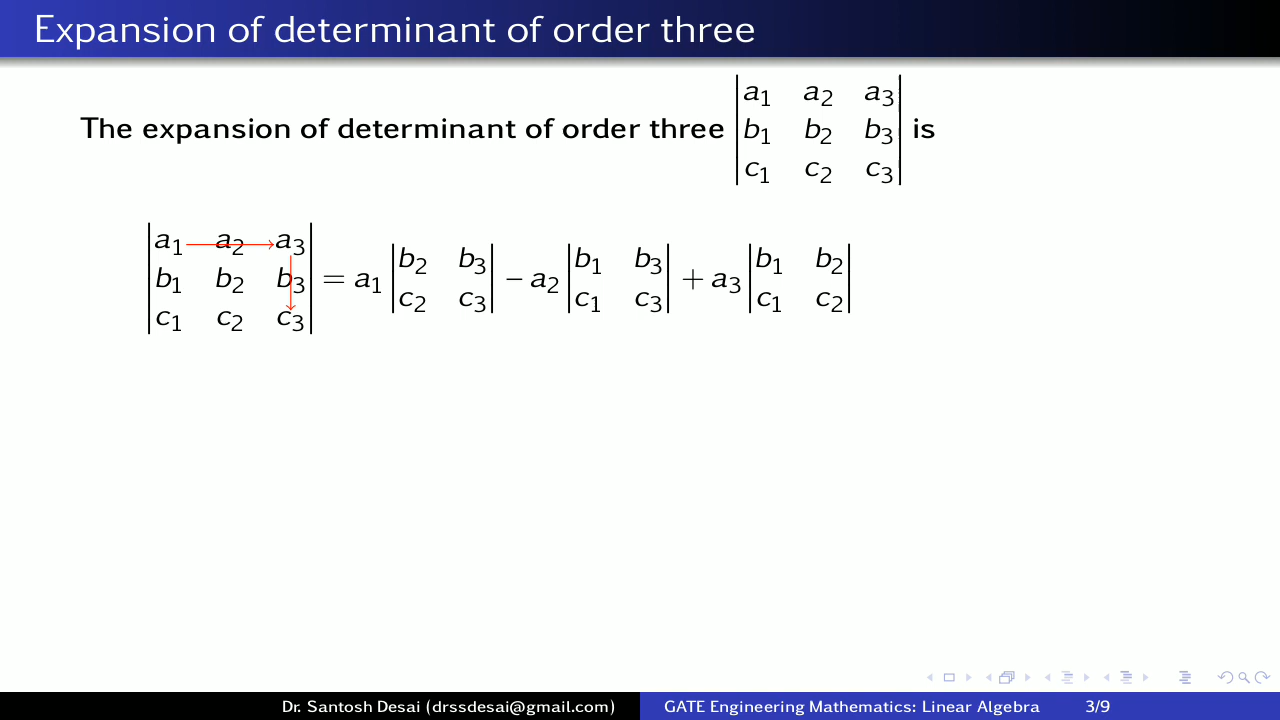 Expansion of determinant of order three
The expansion of determinant of order three
| a₁ a₂ a₃ |
| b₁ b₂ b₃ |
| c₁ c₂ c₃ |
is
| a₁ a₂ a₃ |
| b₁ b₂ b₃ |
| c₁ c₂ c₃ |
= a₁
| b₂ b₃ |
| c₂ c₃ |
− a₂
| b₁ b₃ |
| c₁ c₃ |
+ a₃
| b₁ b₂ |
| c₁ c₂ |
Dr. Santosh Desai (drssdesai@gmail.com) GATE Engineering Mathematics: Linear Algebra 3/9